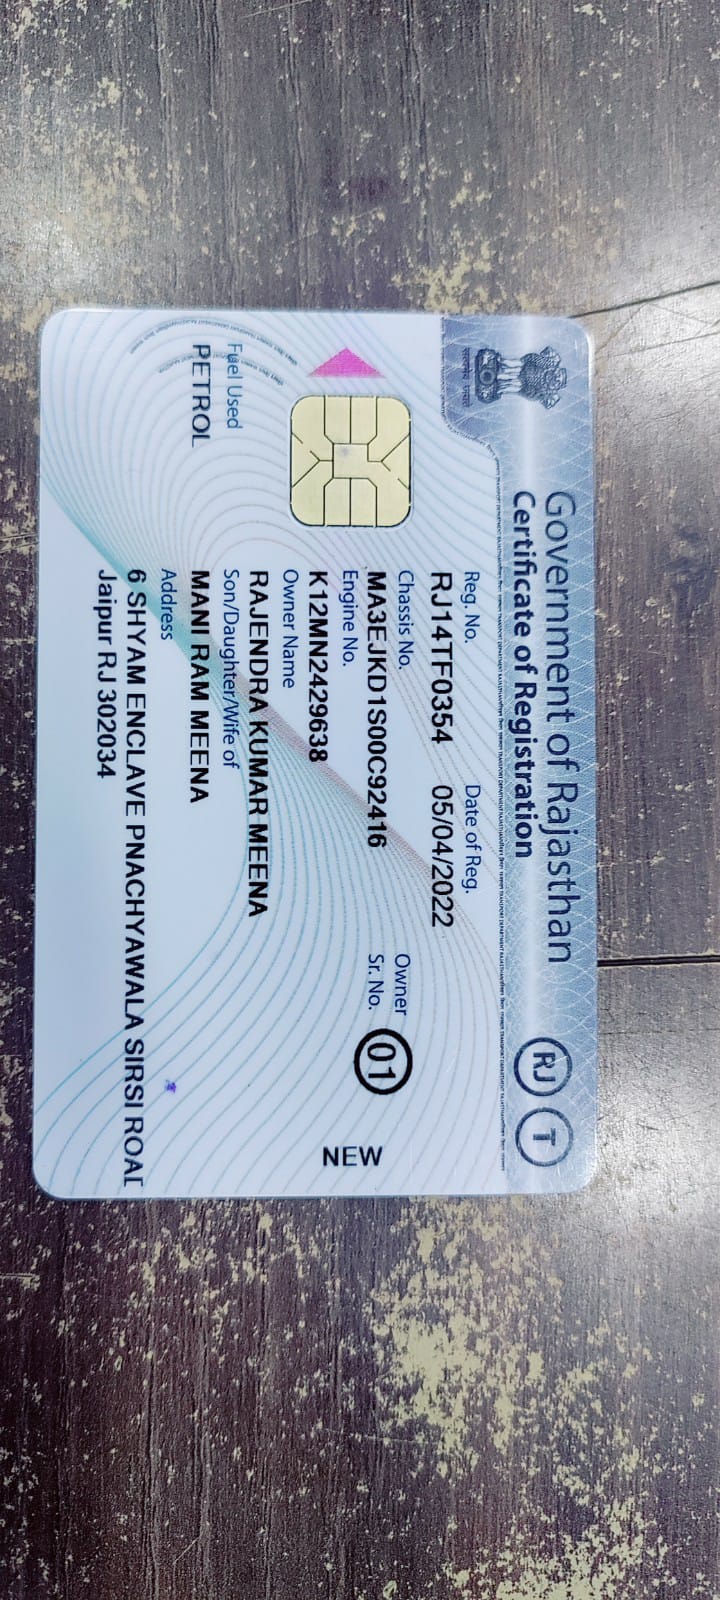 Government of Rajasthan
Certificate of Registration
RJ T
सत्यमेव जयते
Reg. No. Date of Reg.
RJ14TF0354 05/04/2022
Chassis No. Owner
MA3EJKD1S00C92416 Sr. No. 01
Engine No.
K12MN2429638 NEW
Owner Name
RAJENDRA KUMAR MEENA
Son/Daughter/Wife of
MANI RAM MEENA
Fuel Used
PETROL
Address
6 SHYAM ENCLAVE PNACHYAWALA SIRSI ROAD
Jaipur RJ 302034